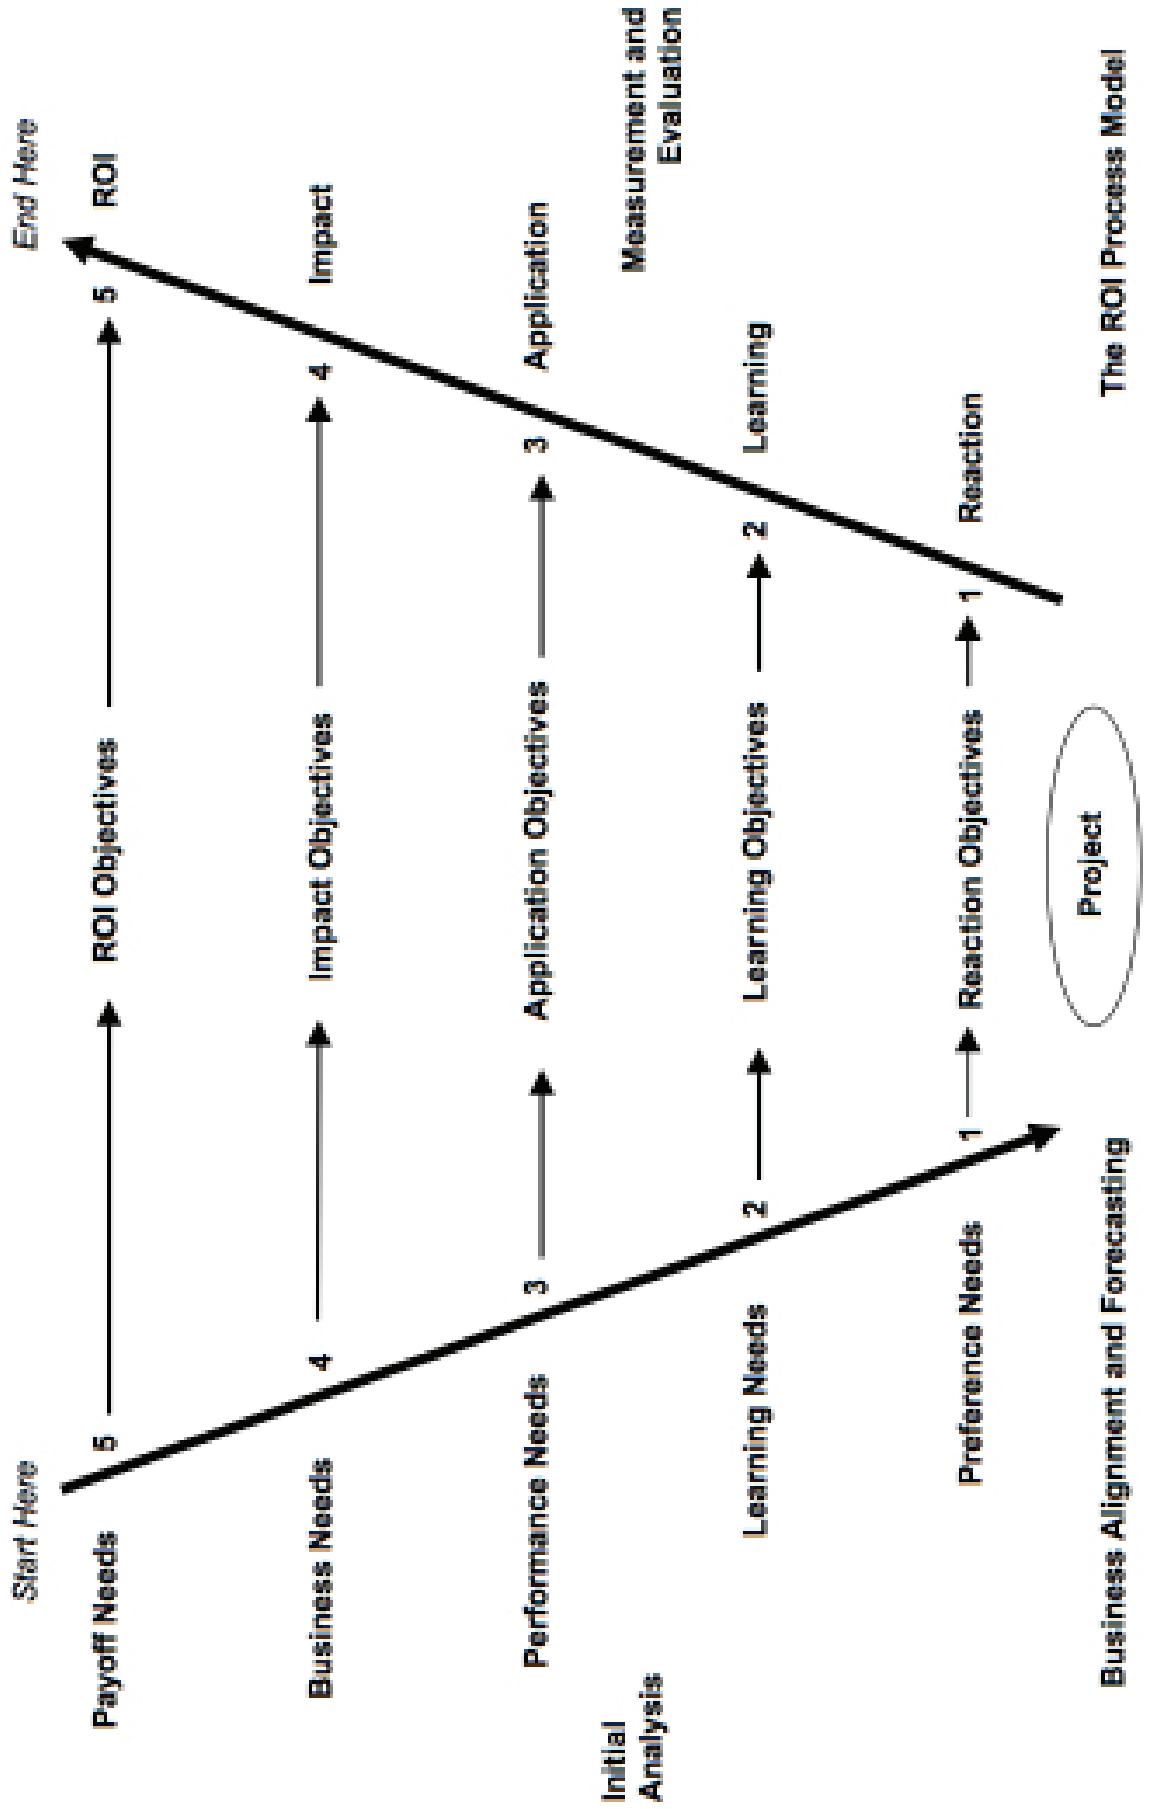 Start Here
End Here
Payoff Needs
5
ROI Objectives
5
ROI
Business Needs
4
Impact Objectives
4
Impact
Performance Needs
3
Application Objectives
3
Application
Initial
Analysis
Measurement and
Evaluation
Learning Needs
2
Learning Objectives
2
Learning
Preference Needs
1
Reaction Objectives
1
Reaction
Project
Business Alignment and Forecasting
The ROI Process Model